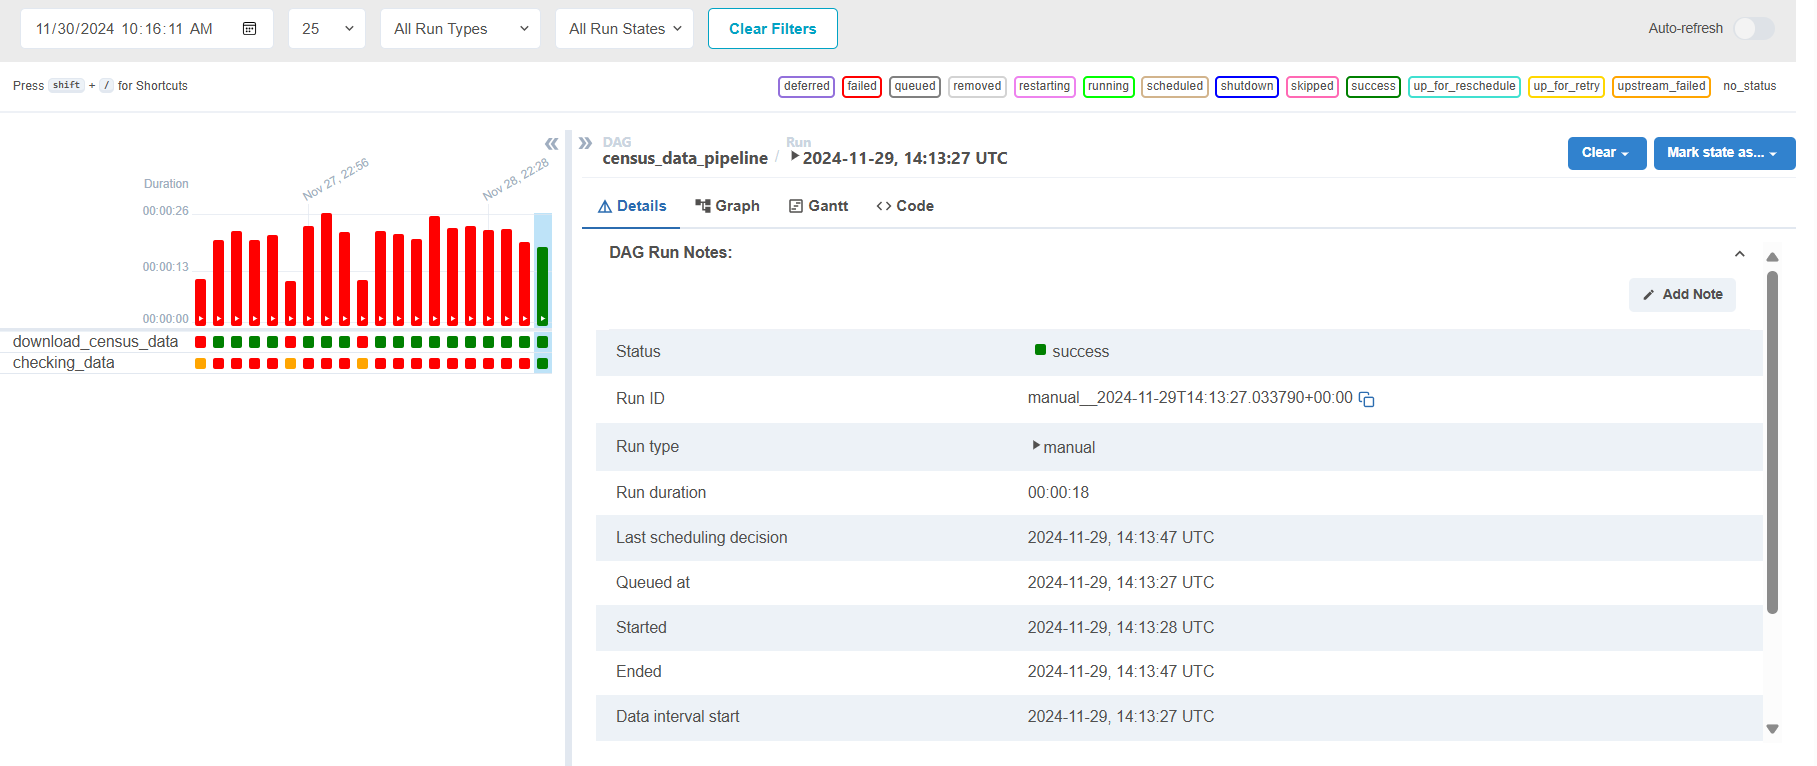 11/30/2024 10:16:11 AM
25
All Run Types
All Run States
Clear Filters
Auto-refresh
Press shift + / for Shortcuts
deferred failed queued removed restarting running scheduled shutdown skipped success up_for_reschedule up_for_retry upstream_failed no_status
Duration
Nov 27, 22:56
Nov 28, 22:28
00:00:26
00:00:13
00:00:00
download_census_data
checking_data
DAG
census_data_pipeline
/
Run
2024-11-29, 14:13:27 UTC
Clear
Mark state as...
Details
Graph
Gantt
Code
DAG Run Notes:
Add Note
Status success
Run ID manual__2024-11-29T14:13:27.033790+00:00
Run type manual
Run duration 00:00:18
Last scheduling decision 2024-11-29, 14:13:47 UTC
Queued at 2024-11-29, 14:13:27 UTC
Started 2024-11-29, 14:13:28 UTC
Ended 2024-11-29, 14:13:47 UTC
Data interval start 2024-11-29, 14:13:27 UTC